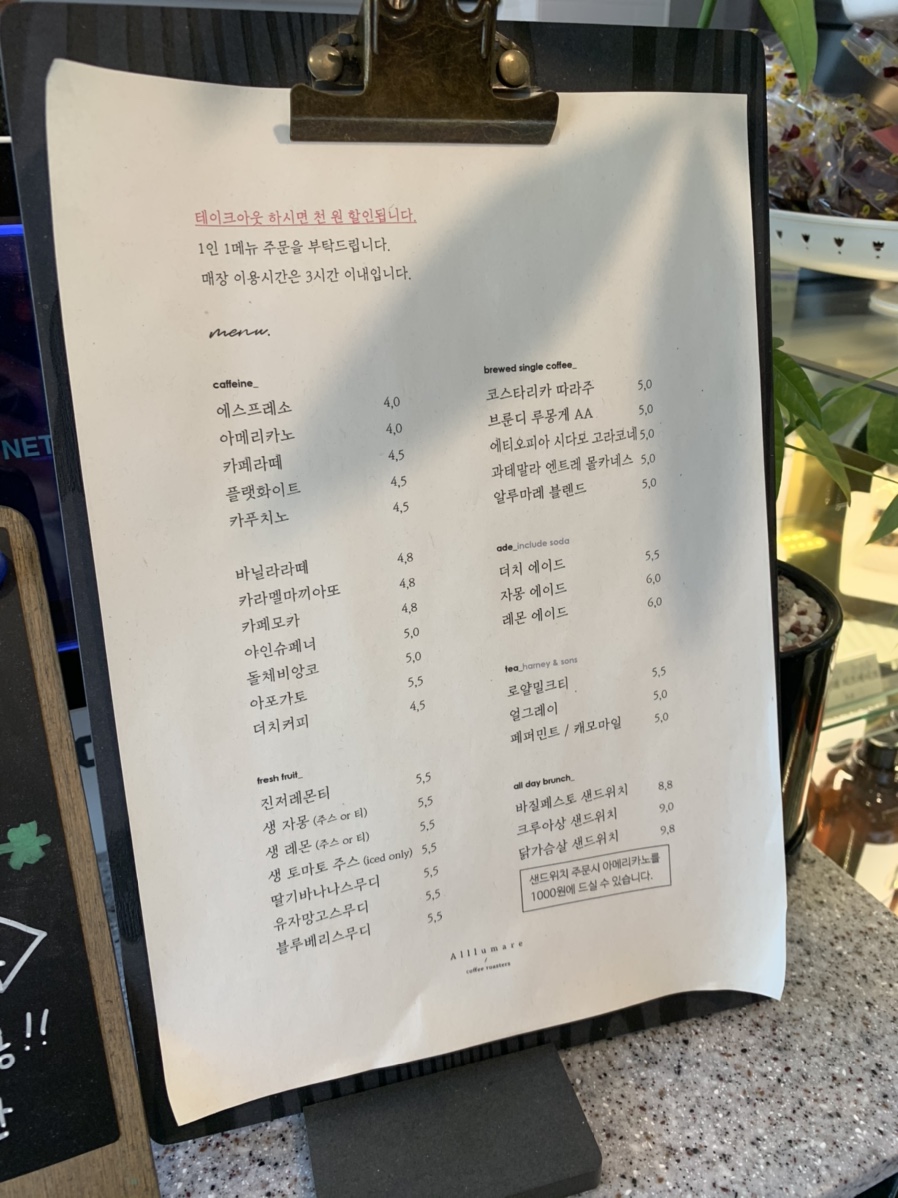 테이크아웃 하시면 천 원 할인됩니다.
1인 1메뉴 주문을 부탁드립니다.
매장 이용시간은 3시간 이내입니다.
menu.
caffeine_
에스프레소 4,0
아메리카노 4,0
카페라떼 4,5
플랫화이트 4,5
카푸치노 4,5
바닐라라떼 4,8
카라멜마끼아또 4,8
카페모카 4,8
아인슈페너 5,0
돌체비앙코 5,0
아포가토 5,5
더치커피 4,5
fresh fruit_
진저레몬티 5,5
생 자몽 (주스 or 티) 5,5
생 레몬 (주스 or 티) 5,5
생 토마토 주스 (iced only) 5,5
딸기바나나스무디 5,5
유자망고스무디 5,5
블루베리스무디 5,5
brewed single coffee_
코스타리카 따라주 5,0
브룬디 루몽게 AA 5,0
에티오피아 시다모 고라코네 5,0
과테말라 엔트레 몰카네스 5,0
알루마레 블렌드 5,0
ade_include soda
더치 에이드 5,5
자몽 에이드 6,0
레몬 에이드 6,0
tea_harney & sons
로얄밀크티 5,5
얼그레이 5,0
페퍼민트 / 캐모마일 5,0
all day brunch_
바질페스토 샌드위치 8,8
크루아상 샌드위치 9,0
닭가슴살 샌드위치 9,8
샌드위치 주문시 아메리카노를
1000원에 드실 수 있습니다.
Alllumare
/
coffee roasters
NET
!!